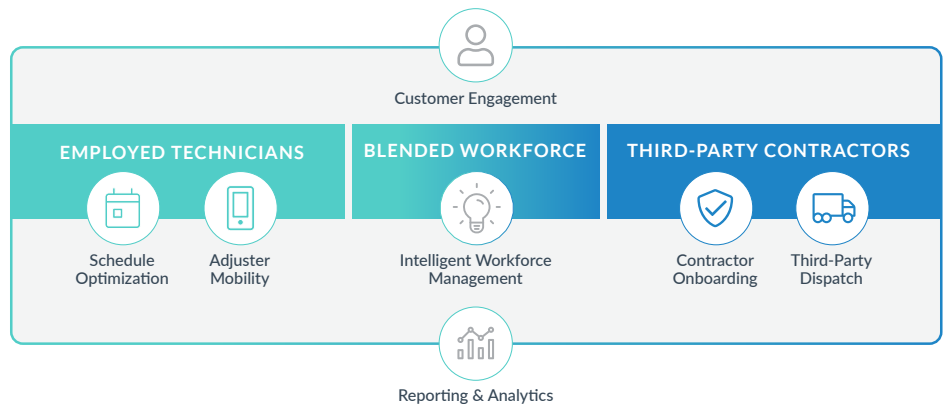 Customer Engagement
EMPLOYED TECHNICIANS
BLENDED WORKFORCE
THIRD-PARTY CONTRACTORS
Schedule
Optimization
Adjuster
Mobility
Intelligent Workforce
Management
Contractor
Onboarding
Third-Party
Dispatch
Reporting & Analytics